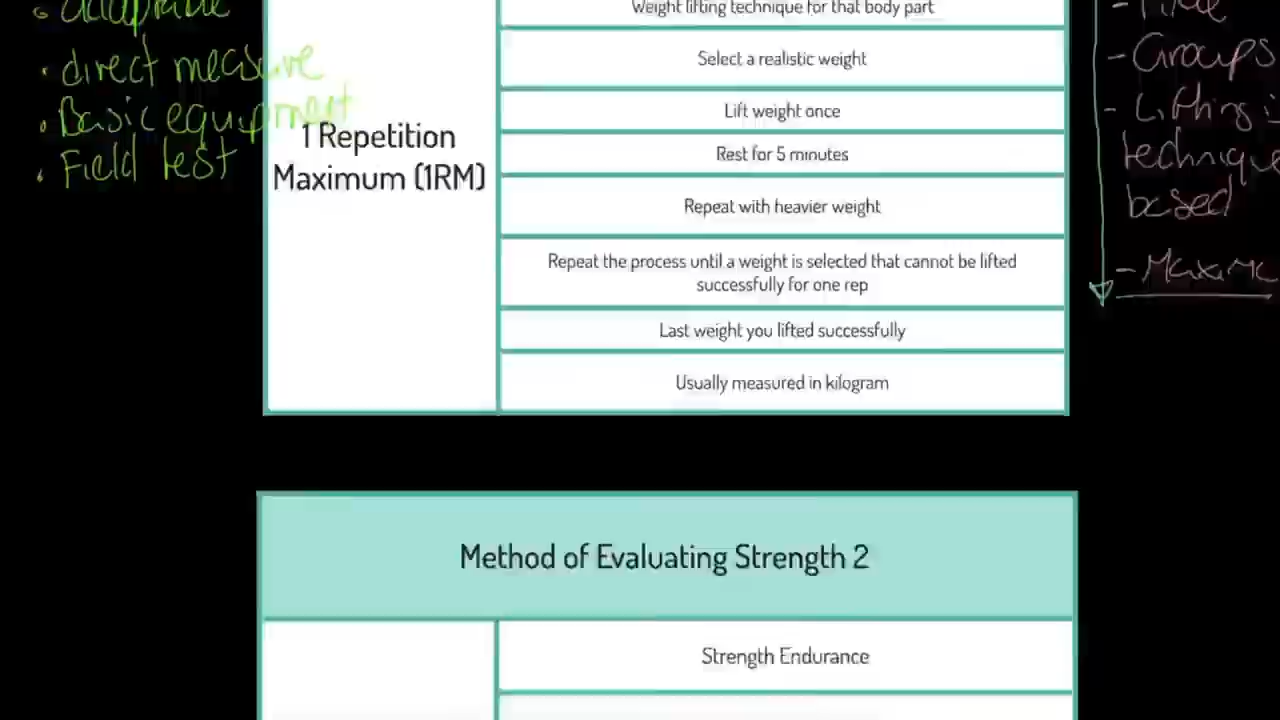 adaptable
· direct measure
· Basic equipment
· Field test
1 Repetition
Maximum (1RM)
Weight lifting technique for that body part
Select a realistic weight
Lift weight once
Rest for 5 minutes
Repeat with heavier weight
Repeat the process until a weight is selected that cannot be lifted
successfully for one rep
Last weight you lifted successfully
Usually measured in kilogram
- Time
- Groups
- Lifting is
technique
based
Method of Evaluating Strength 2
Strength Endurance